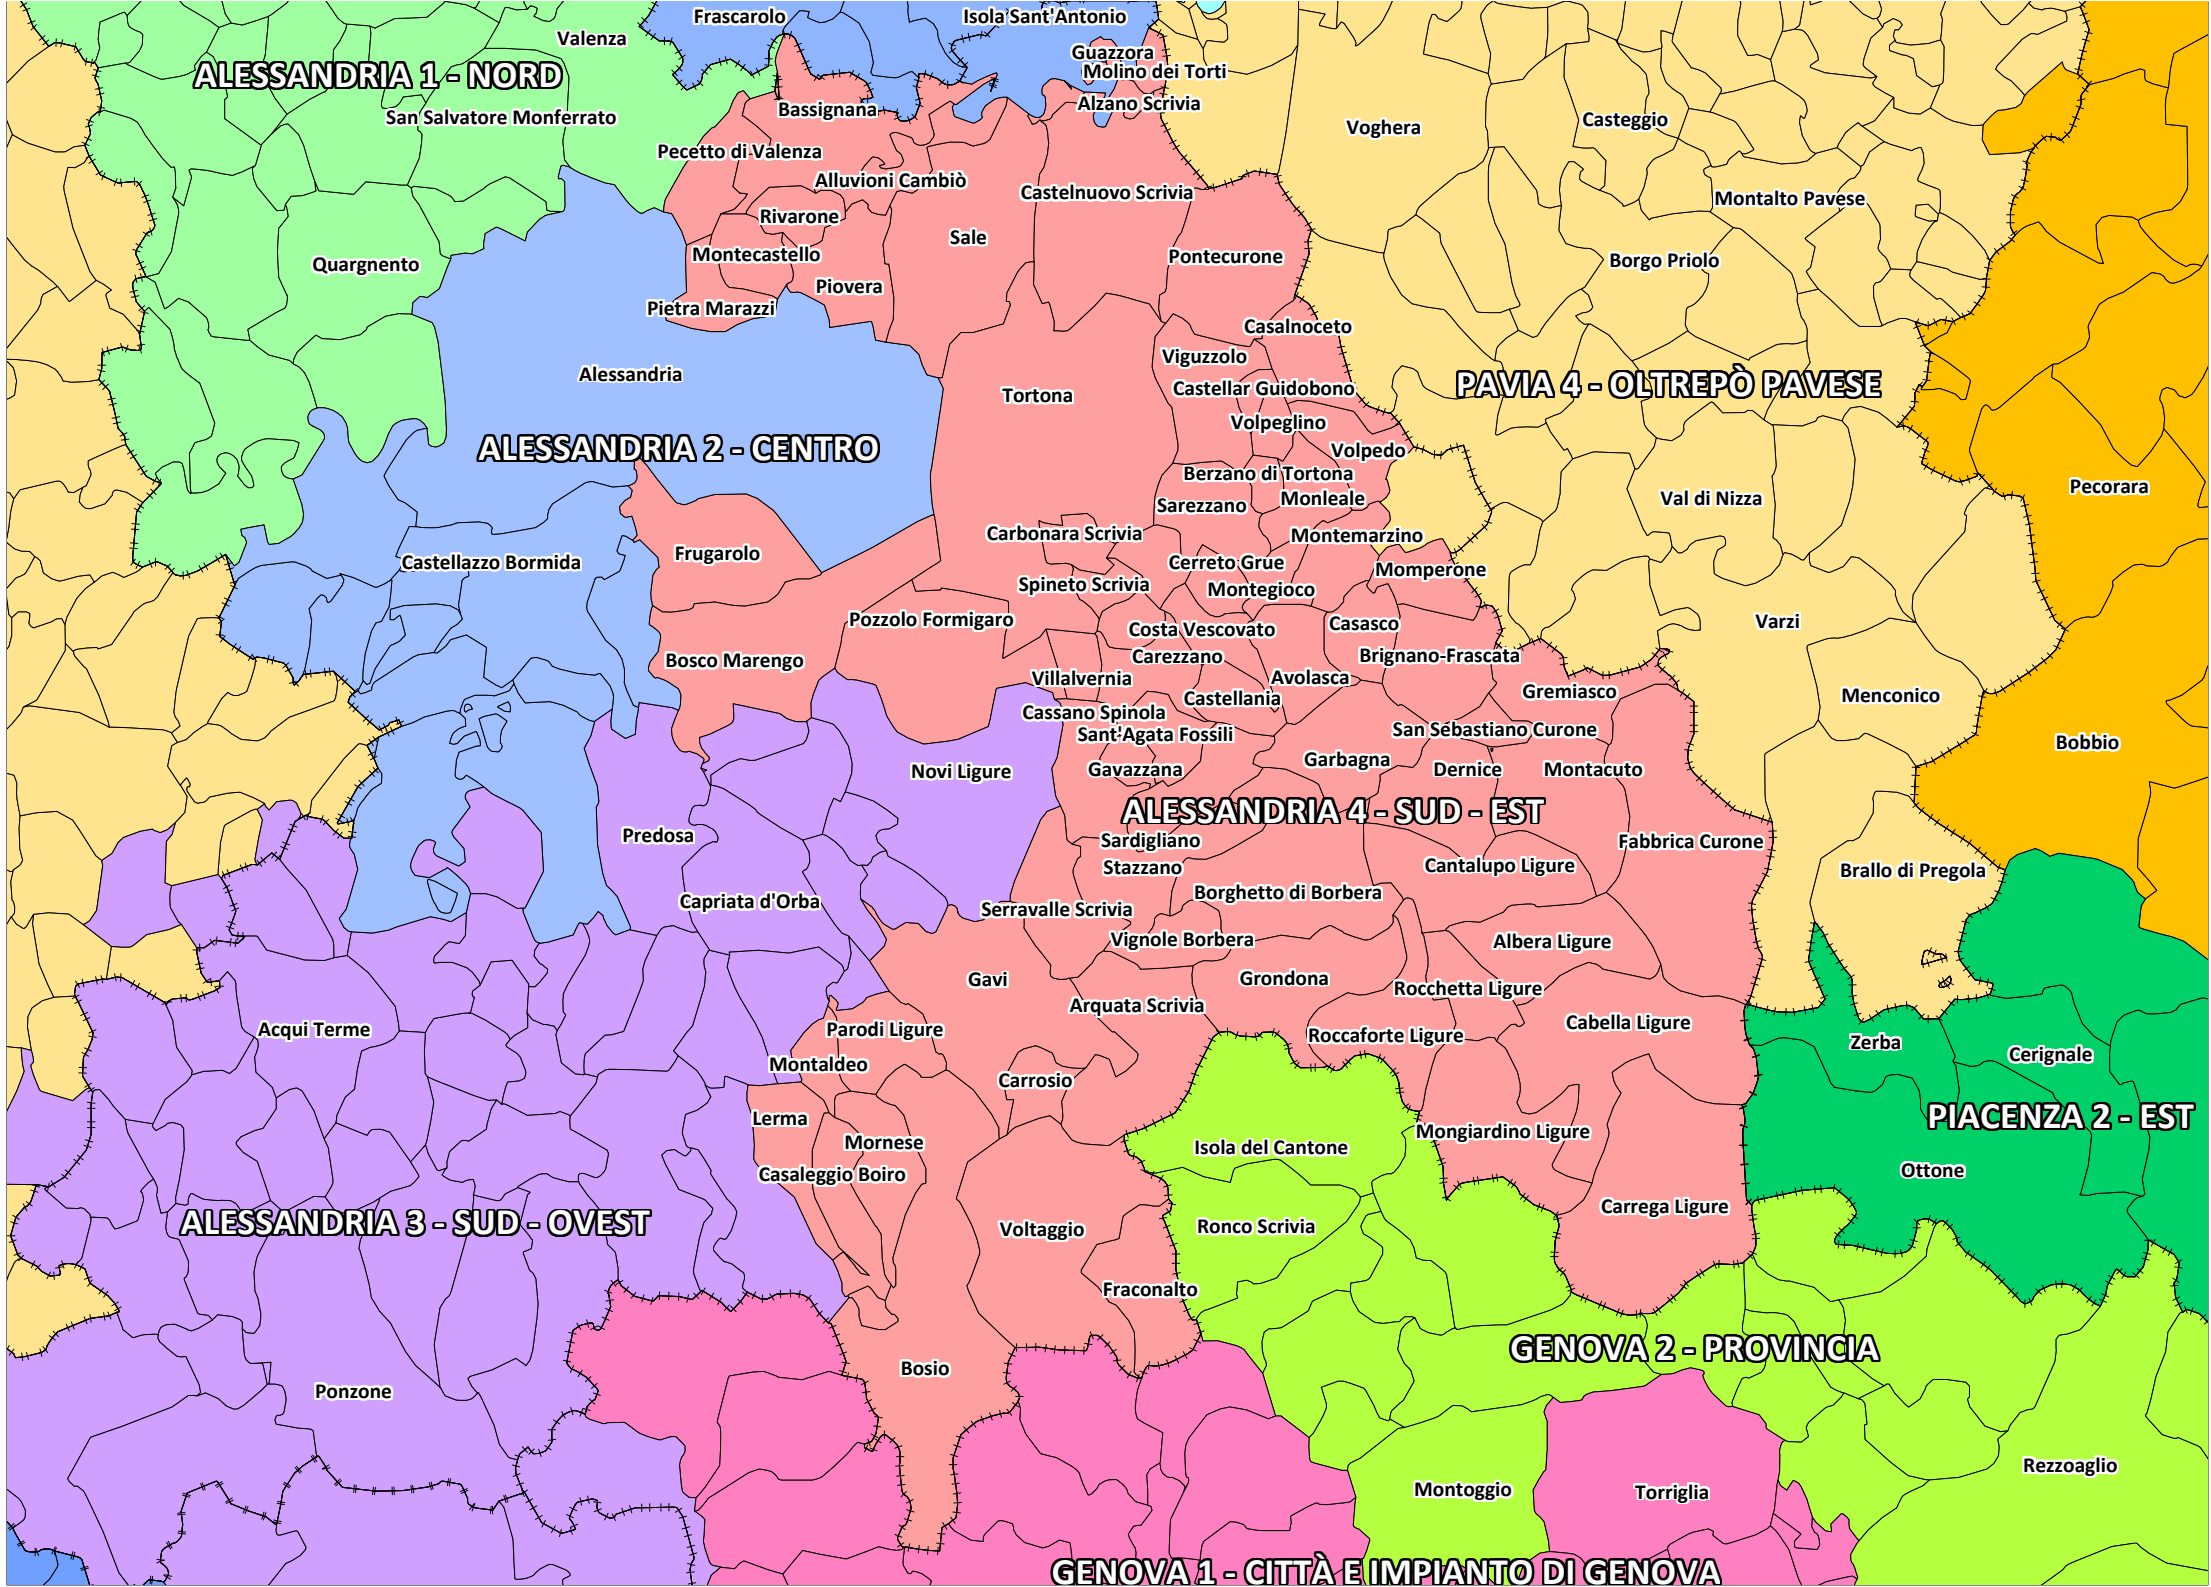 Frascarolo
Isola Sant'Antonio
Valenza
Guazzora
Molino dei Torti
ALESSANDRIA 1 - NORD
Alzano Scrivia
Bassignana
San Salvatore Monferrato
Casteggio
Voghera
Pecetto di Valenza
Alluvioni Cambiò
Castelnuovo Scrivia
Montalto Pavese
Rivarone
Sale
Montecastello
Pontecurone
Borgo Priolo
Quargnento
Piovera
Pietra Marazzi
Casalnoceto
Viguzzolo
Alessandria
PAVIA 4 - OLTREPÒ PAVESE
Castellar Guidobono
Tortona
Volpeglino
ALESSANDRIA 2 - CENTRO
Volpedo
Berzano di Tortona
Pecorara
Monleale
Val di Nizza
Sarezzano
Carbonara Scrivia
Montemarzino
Frugarolo
Castellazzo Bormida
Cerreto Grue
Momperone
Spineto Scrivia
Montegioco
Pozzolo Formigaro
Varzi
Casasco
Costa Vescovato
Carezzano
Brignano-Frascata
Bosco Marengo
Villalvernia
Avolasca
Gremiasco
Menconico
Castellania
Cassano Spinola
San Sebastiano Curone
Sant'Agata Fossili
Bobbio
Garbagna
Novi Ligure
Gavazzana
Dernice
Montacuto
ALESSANDRIA 4 - SUD - EST
Predosa
Sardigliano
Fabbrica Curone
Stazzano
Cantalupo Ligure
Brallo di Pregola
Borghetto di Borbera
Capriata d'Orba
Serravalle Scrivia
Vignole Borbera
Albera Ligure
Gavi
Grondona
Rocchetta Ligure
Arquata Scrivia
Acqui Terme
Parodi Ligure
Roccaforte Ligure
Cabella Ligure
Zerba
Cerignale
Montaldeo
Carrosio
Lerma
PIACENZA 2 - EST
Mornese
Isola del Cantone
Mongiardino Ligure
Casaleggio Boiro
Ottone
Carrega Ligure
ALESSANDRIA 3 - SUD - OVEST
Voltaggio
Ronco Scrivia
Fraconalto
GENOVA 2 - PROVINCIA
Bosio
Ponzone
Rezzoaglio
Montoggio
Torriglia
GENOVA 1 - CITTÀ E IMPIANTO DI GENOVA